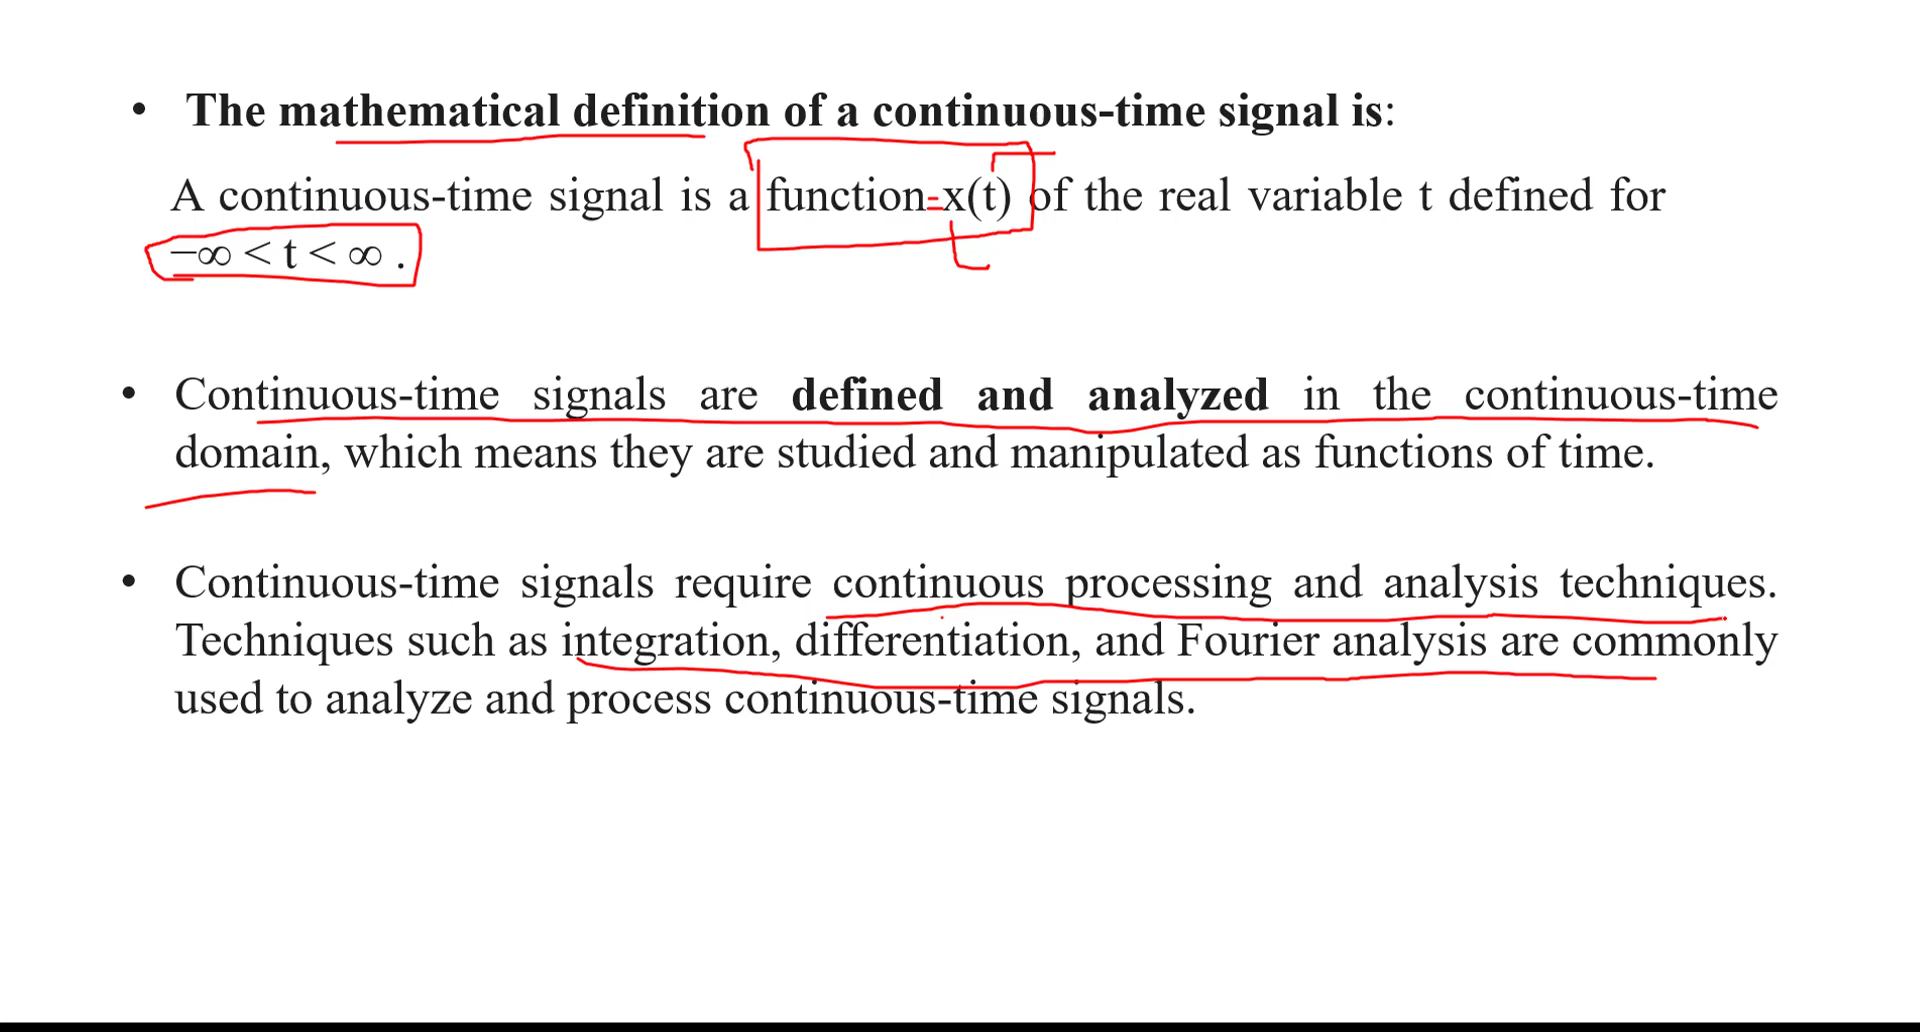 • The mathematical definition of a continuous-time signal is:
A continuous-time signal is a function x(t) of the real variable t defined for
−∞ < t < ∞ .
• Continuous-time signals are defined and analyzed in the continuous-time
domain, which means they are studied and manipulated as functions of time.
• Continuous-time signals require continuous processing and analysis techniques.
Techniques such as integration, differentiation, and Fourier analysis are commonly
used to analyze and process continuous-time signals.